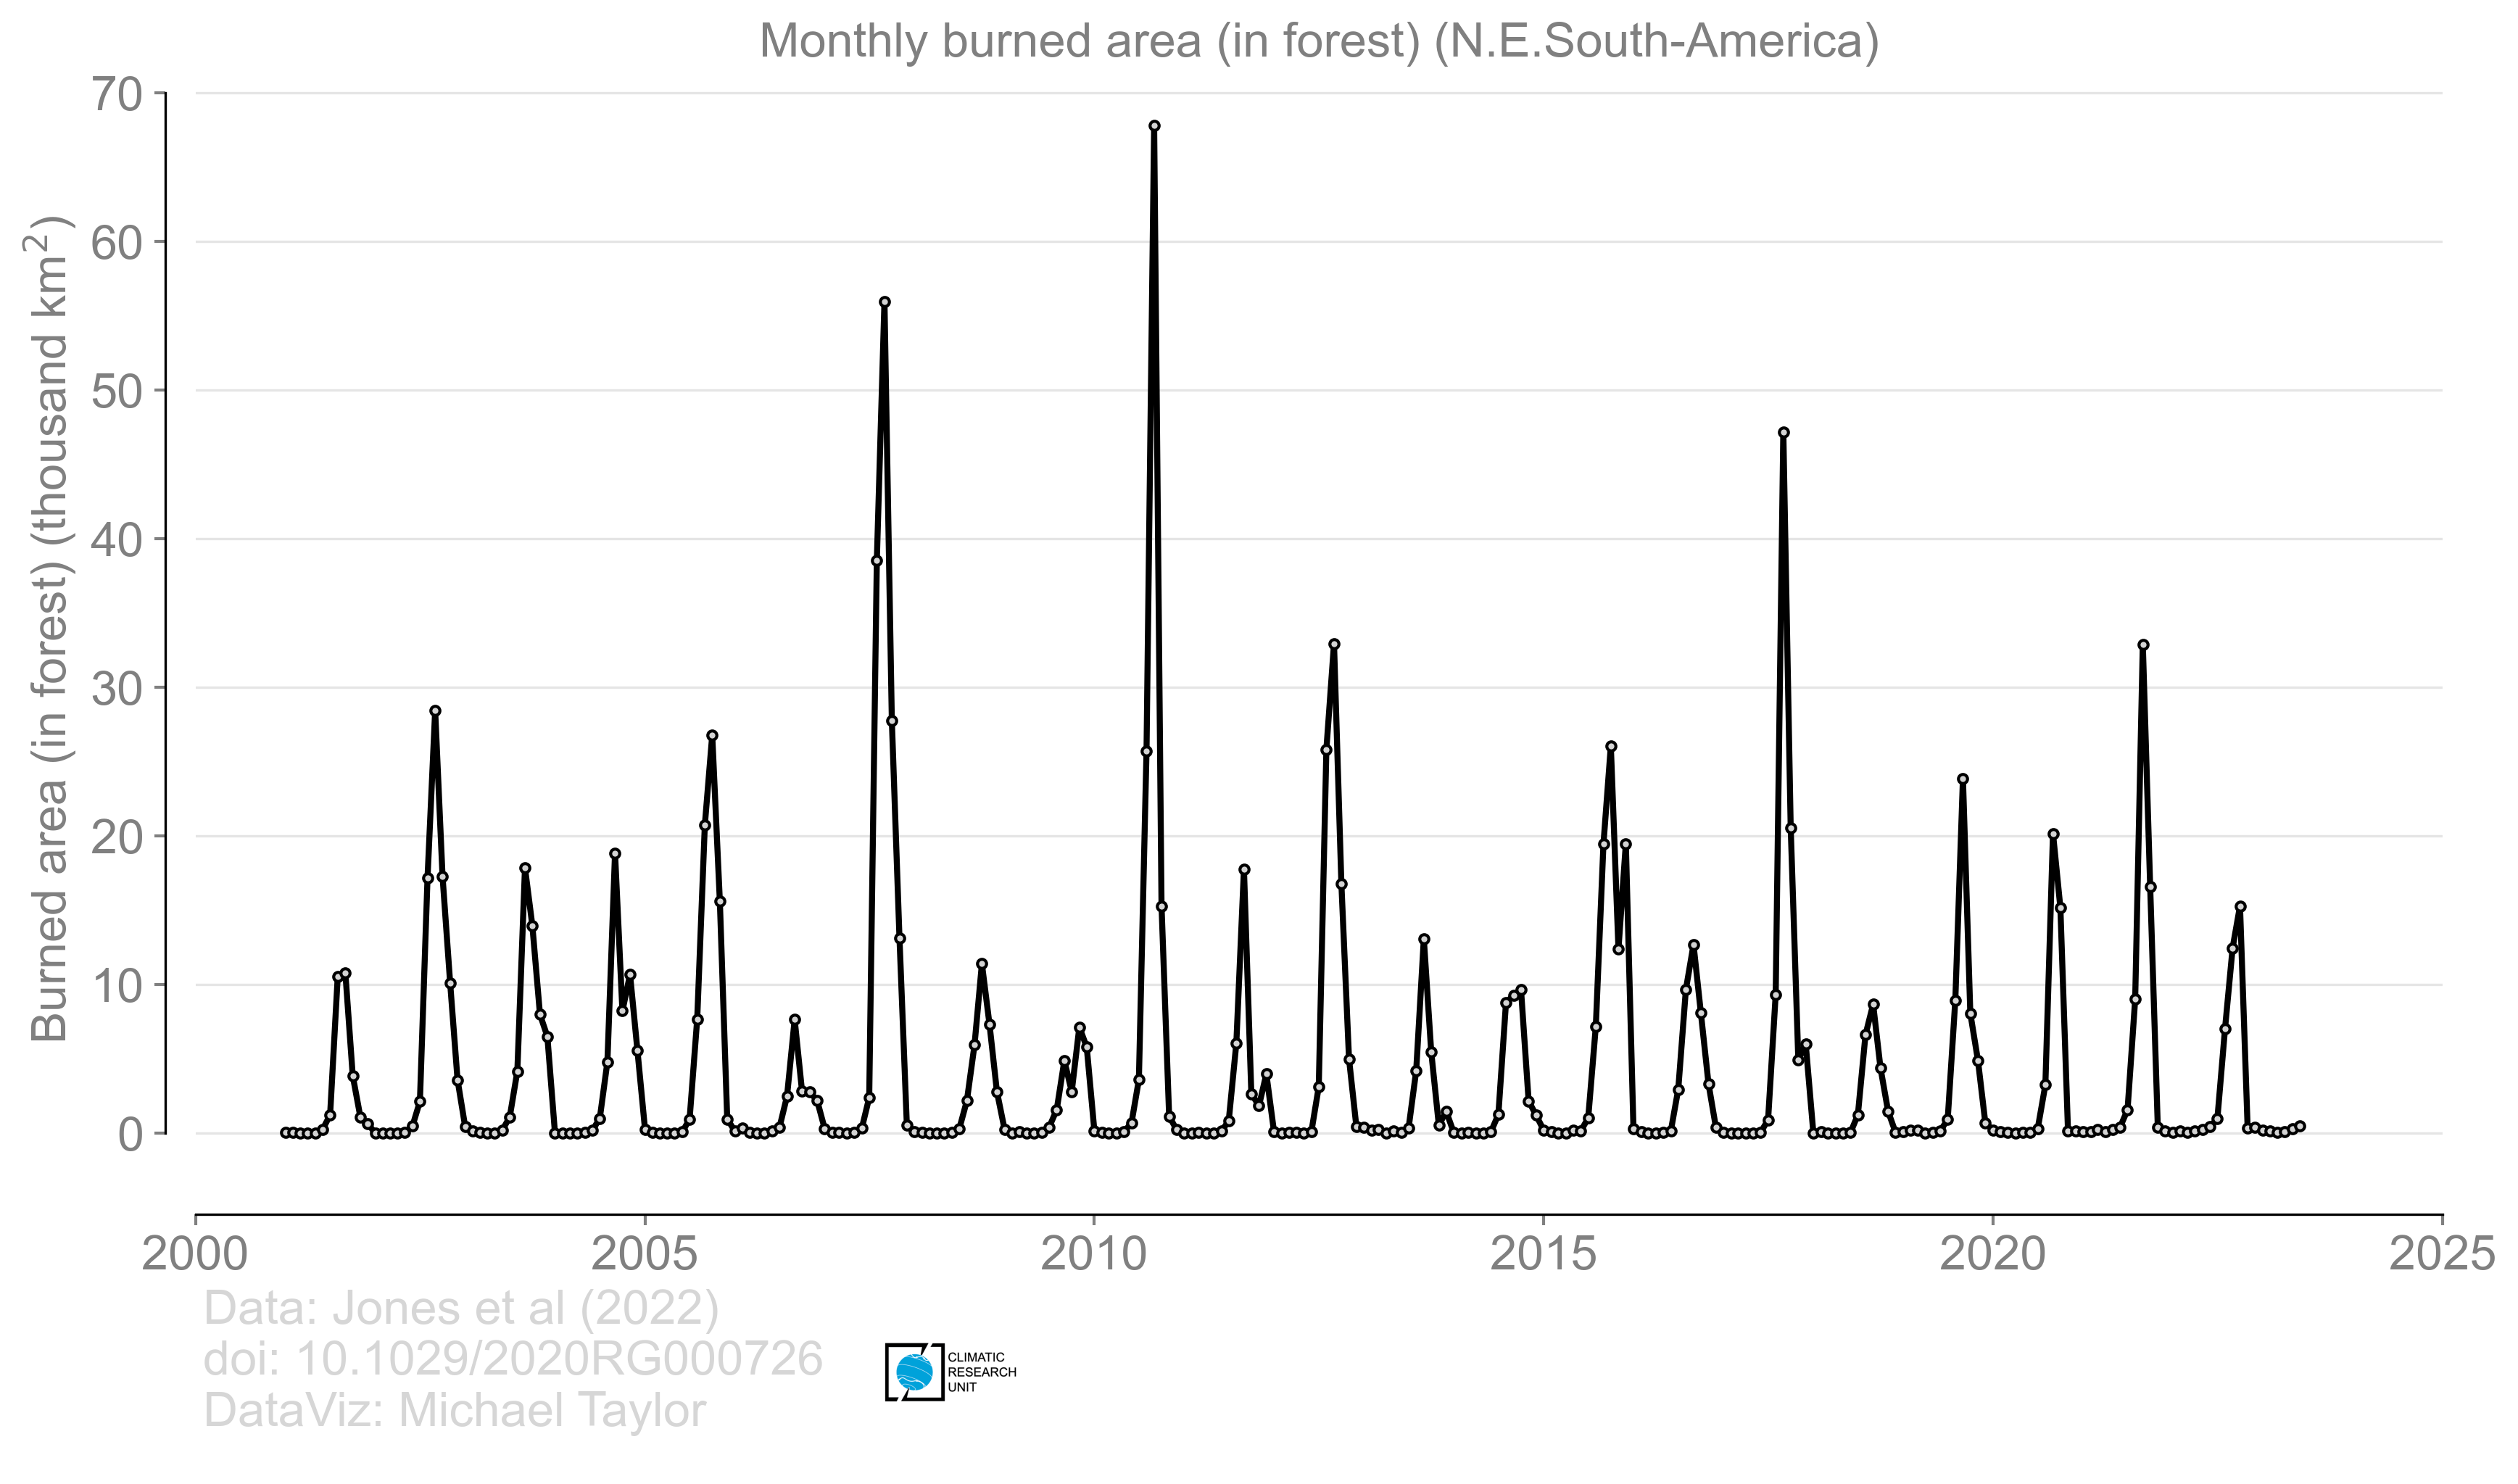 Monthly burned area (in forest) (N.E.South-America)
Burned area (in forest) (thousand km²)
70
60
50
40
30
20
10
0
2000 2005 2010 2015 2020 2025
Data: Jones et al (2022)
doi: 10.1029/2020RG000726
DataViz: Michael Taylor
CLIMATIC
RESEARCH
UNIT